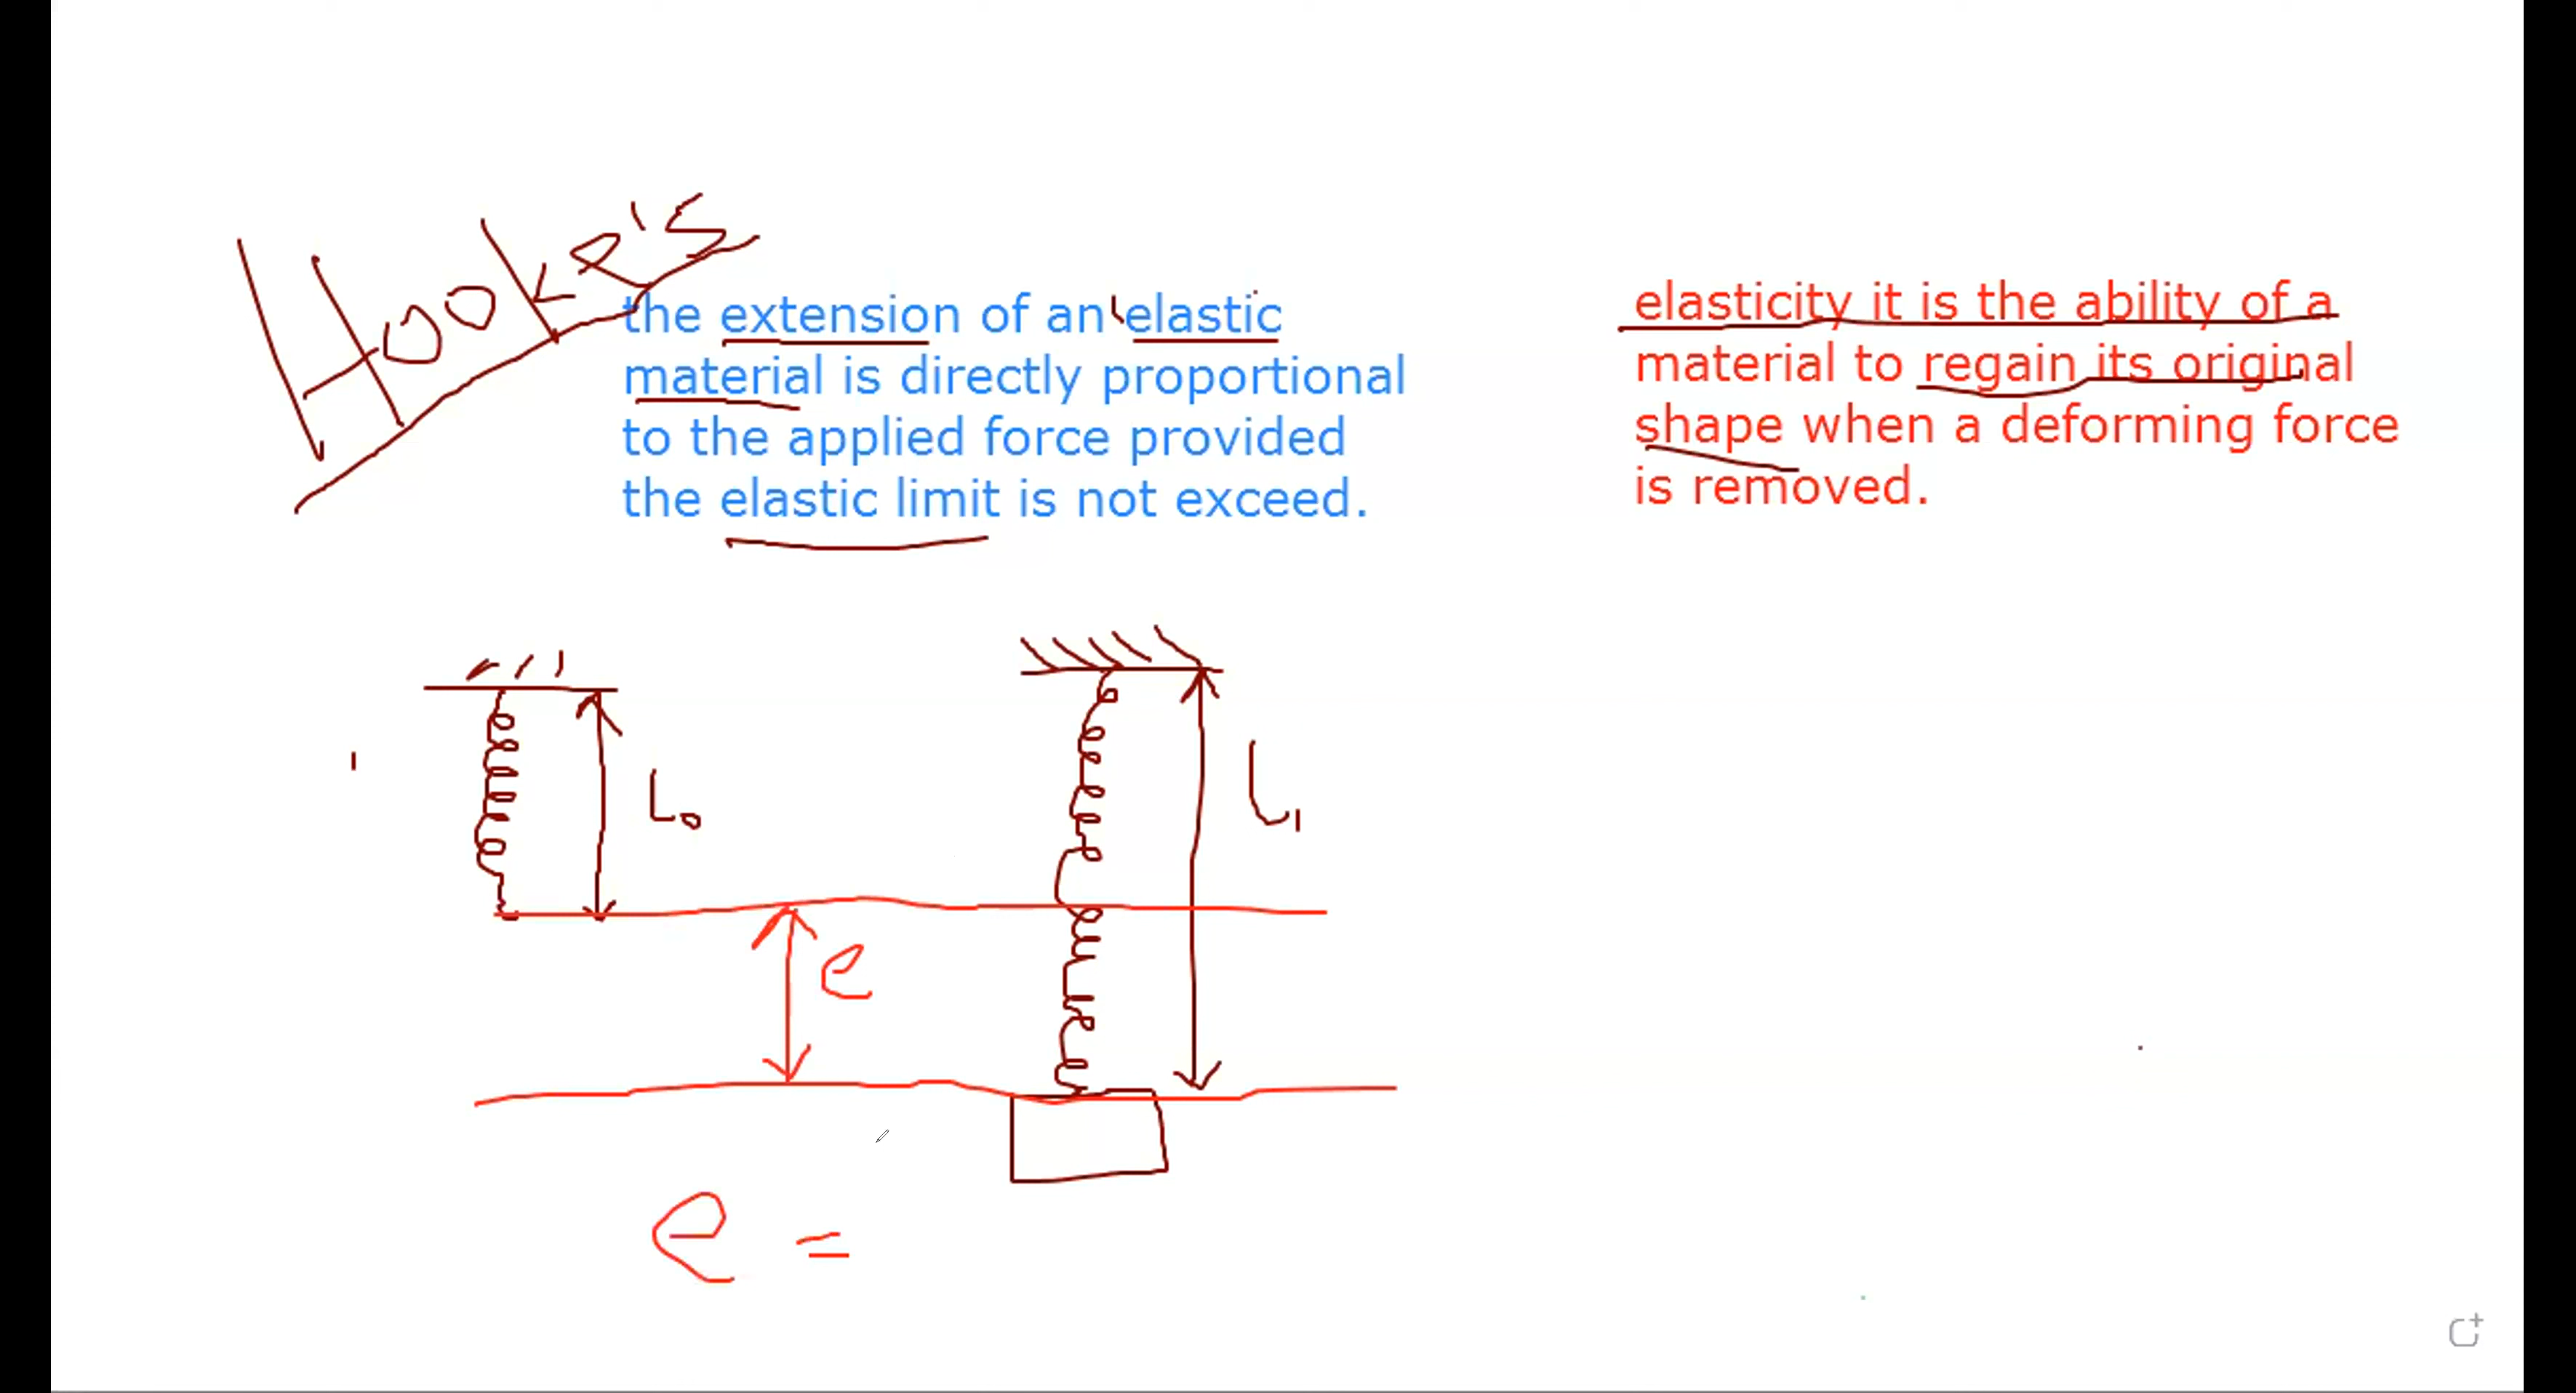 Hooke's
the extension of an elastic
material is directly proportional
to the applied force provided
the elastic limit is not exceed.
elasticity it is the ability of a
material to regain its original
shape when a deforming force
is removed.
L₀
L₁
e
e =